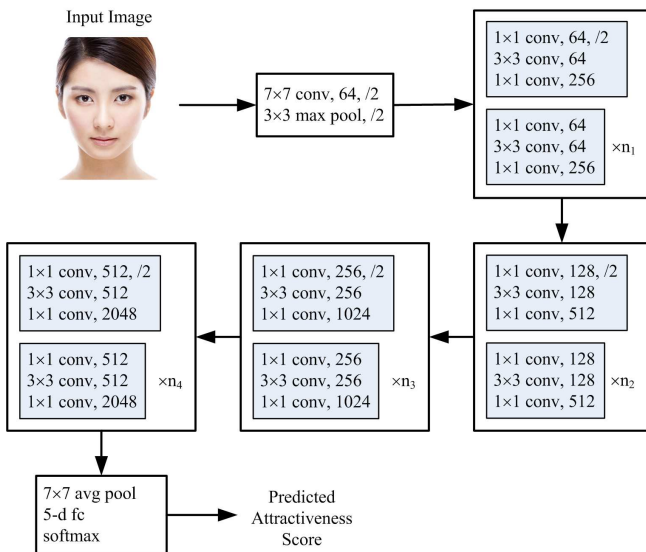 Input Image
7×7 conv, 64, /2
3×3 max pool, /2
1×1 conv, 64, /2
3×3 conv, 64
1×1 conv, 256
1×1 conv, 64
3×3 conv, 64
1×1 conv, 256
×n₁
1×1 conv, 128, /2
3×3 conv, 128
1×1 conv, 512
1×1 conv, 128
3×3 conv, 128
1×1 conv, 512
×n₂
1×1 conv, 256, /2
3×3 conv, 256
1×1 conv, 1024
1×1 conv, 256
3×3 conv, 256
1×1 conv, 1024
×n₃
1×1 conv, 512, /2
3×3 conv, 512
1×1 conv, 2048
1×1 conv, 512
3×3 conv, 512
1×1 conv, 2048
×n₄
7×7 avg pool
5-d fc
softmax
Predicted
Attractiveness
Score